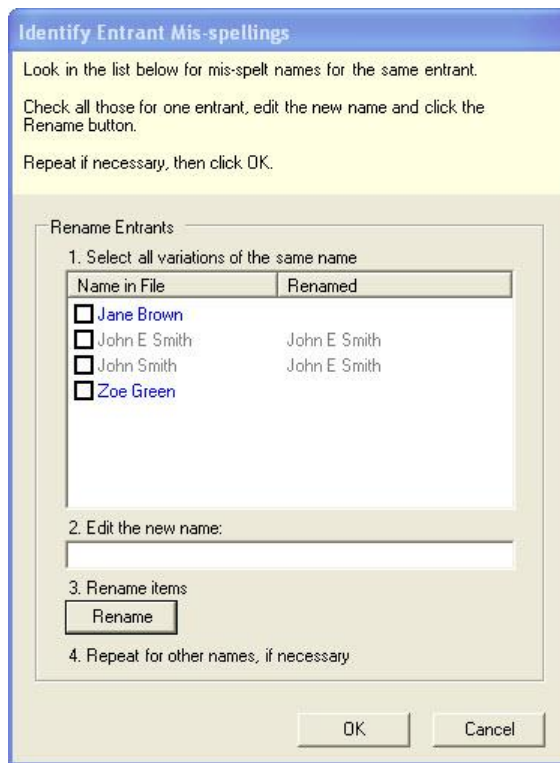 Identify Entrant Mis-spellings
Look in the list below for mis-spelt names for the same entrant.
Check all those for one entrant, edit the new name and click the
Rename button.
Repeat if necessary, then click OK.
Rename Entrants
1. Select all variations of the same name
Name in File Renamed
Jane Brown
John E Smith John E Smith
John Smith John E Smith
Zoe Green
2. Edit the new name:
3. Rename items
Rename
4. Repeat for other names, if necessary
OK Cancel